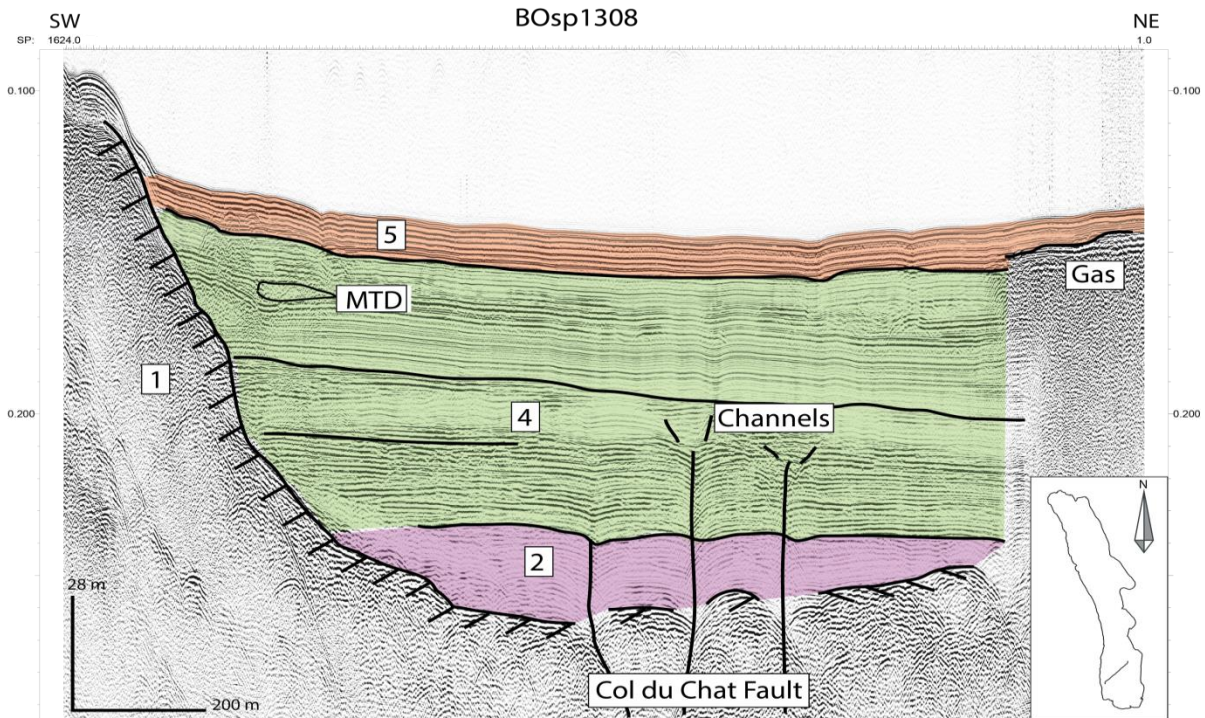 BOsp1308
SW
NE
SP:
1624.0
1.0
0.100
0.100
5
MTD
Gas
1
0.200
4
Channels
0.200
2
N
28 m
200 m
Col du Chat Fault